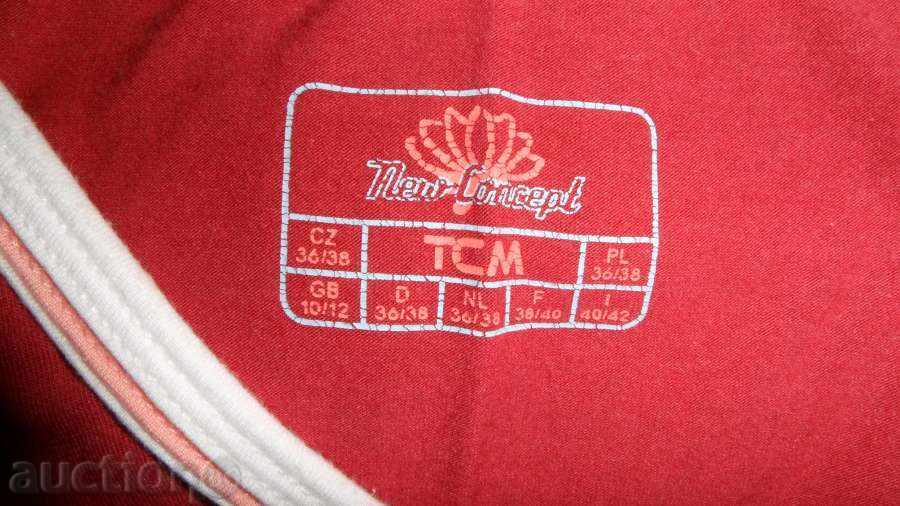 New Concept
CZ 36/38 TCM PL 36/38
GB 10/12 D 36/38 NL 36/38 F 38/40 I 40/42
auction